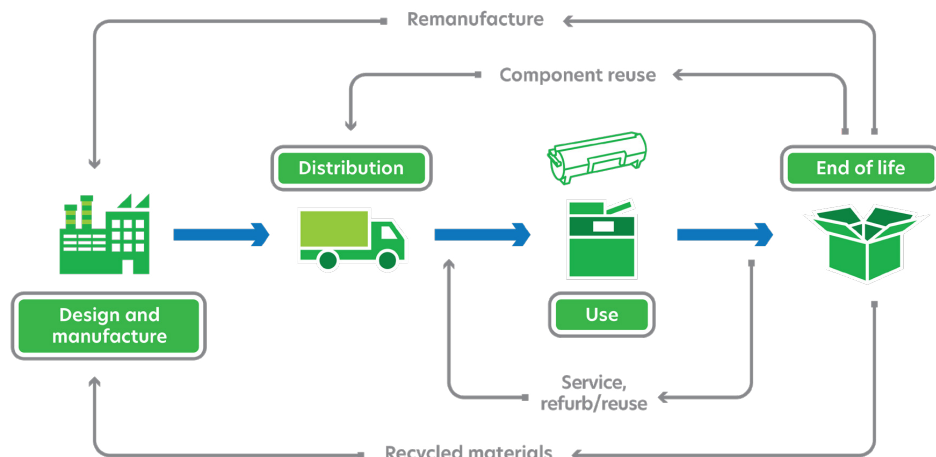 Remanufacture
Component reuse
Distribution
End of life
Design and
manufacture
Use
Service,
refurb/reuse
Recycled materials